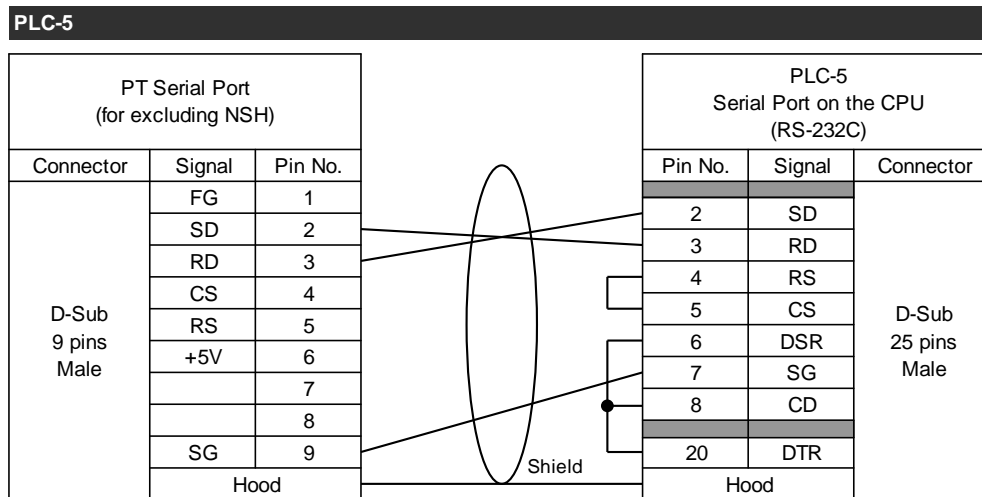 PLC-5
PT Serial Port
(for excluding NSH)
PLC-5
Serial Port on the CPU
(RS-232C)
Connector Signal Pin No.
Pin No. Signal Connector
FG 1
SD 2
RD 3
CS 4
RS 5
+5V 6
7
8
SG 9
Hood
D-Sub
9 pins
Male
Shield
2 SD
3 RD
4 RS
5 CS
6 DSR
7 SG
8 CD
20 DTR
Hood
D-Sub
25 pins
Male